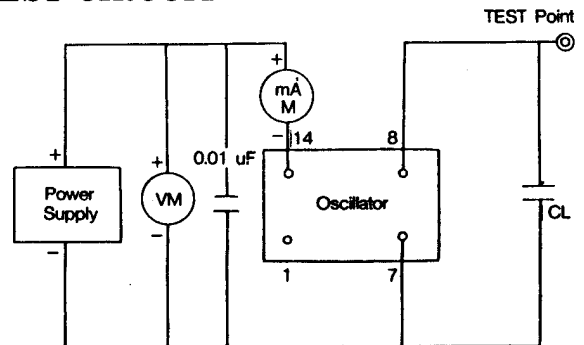 TEST Point
+
+
mA
M
−
14
8
0.01 uF
+
+
Power
Supply
VM
Oscillator
CL
−
−
1
7